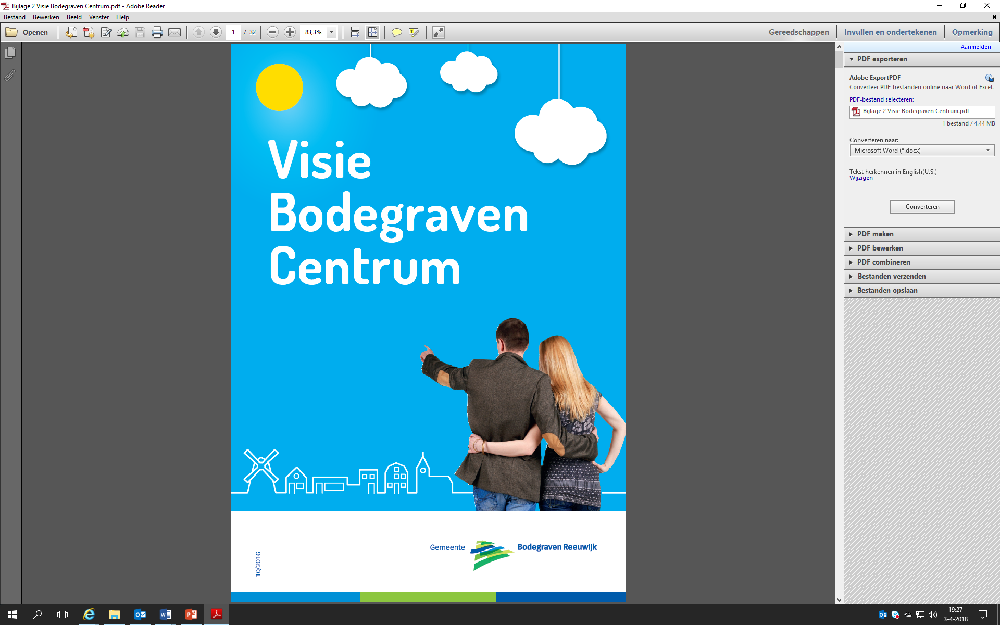 Bijlage 2 Visie Bodegraven Centrum.pdf - Adobe Reader
Bestand Bewerken Beeld Venster Help
Openen 1 / 32 83,3% Gereedschappen Invullen en ondertekenen Opmerking
Aanmelden
PDF exporteren
Adobe ExportPDF
Converteer PDF-bestanden online naar Word of Excel.
PDF-bestand selecteren:
Bijlage 2 Visie Bodegraven Centrum.pdf
1 bestand / 4.44 MB
Converteren naar:
Microsoft Word (*.docx)
Tekst herkennen in English(U.S.)
Wijzigen
Converteren
PDF maken
PDF bewerken
PDF combineren
Bestanden verzenden
Bestanden opslaan
Visie
Bodegraven
Centrum
Gemeente Bodegraven Reeuwijk
10/2016
19:27
3-4-2018